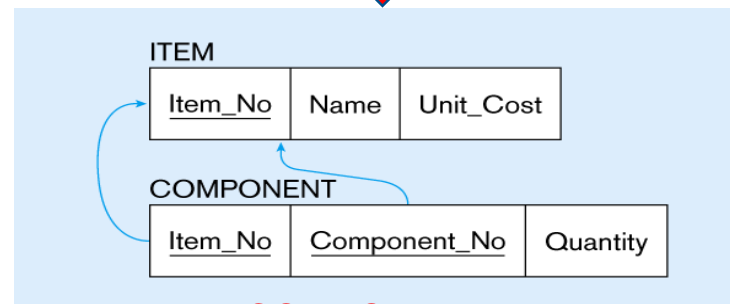 ITEM
Item_No Name Unit_Cost
COMPONENT
Item_No Component_No Quantity